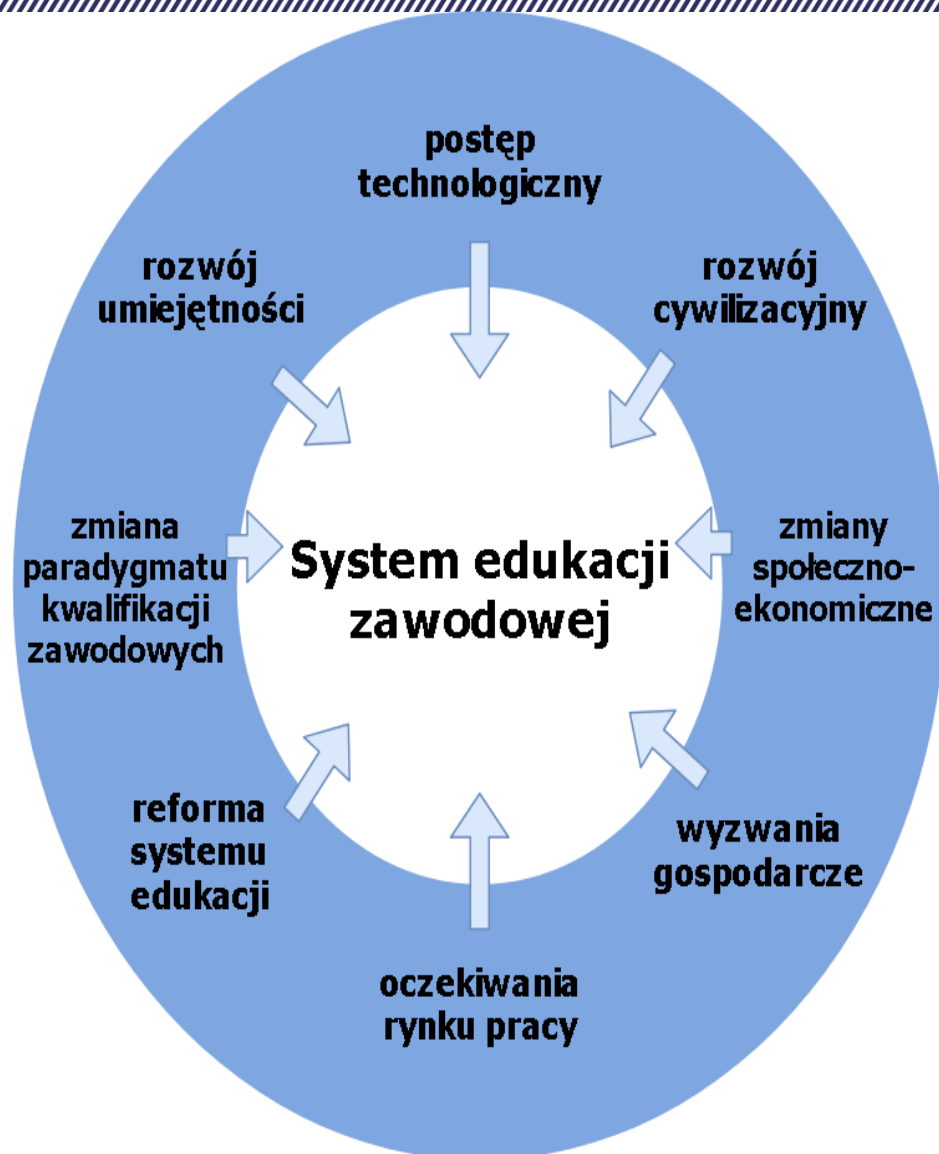 postęp
technologiczny
rozwój
umiejętności
rozwój
cywilizacyjny
zmiana
paradygmatu
kwalifikacji
zawodowych
System edukacji
zawodowej
zmiany
społeczno-
ekonomiczne
reforma
systemu
edukacji
wyzwania
gospodarcze
oczekiwania
rynku pracy